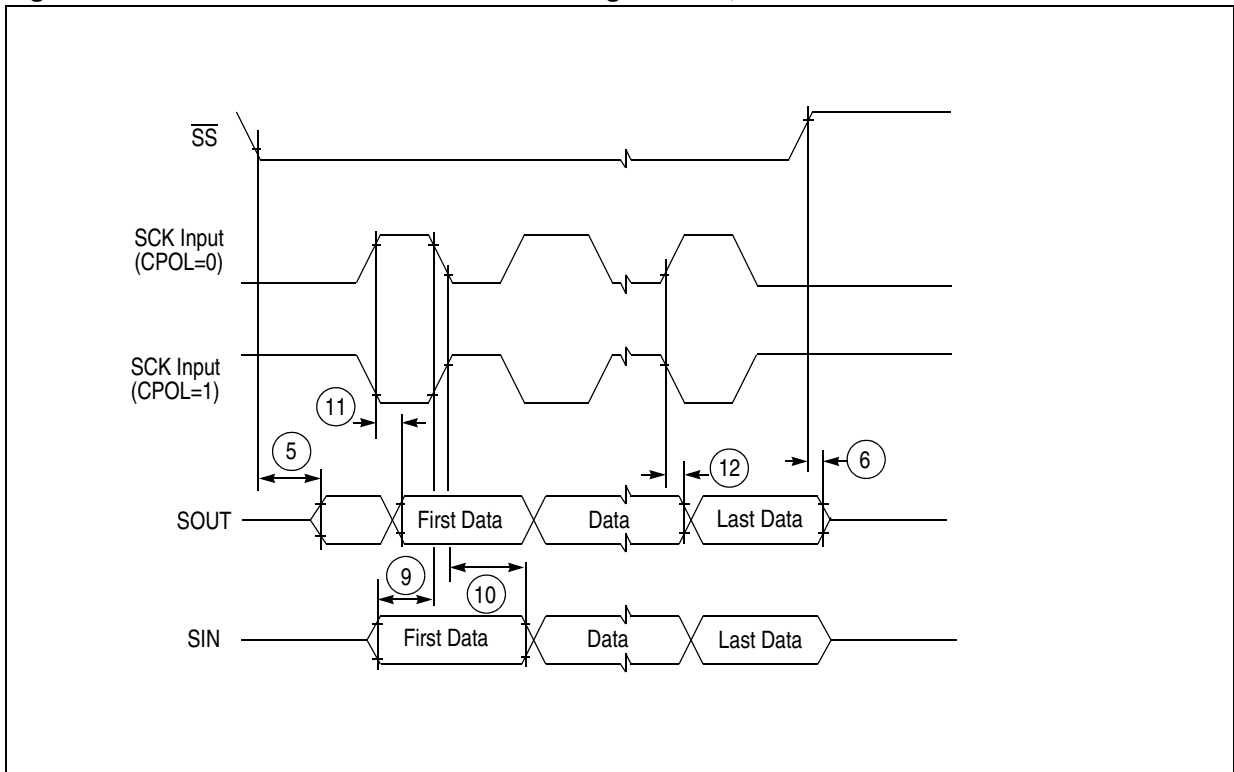 SS
SCK Input
(CPOL=0)
SCK Input
(CPOL=1)
11
5
12
6
SOUT
First Data
Data
Last Data
9
10
SIN
First Data
Data
Last Data